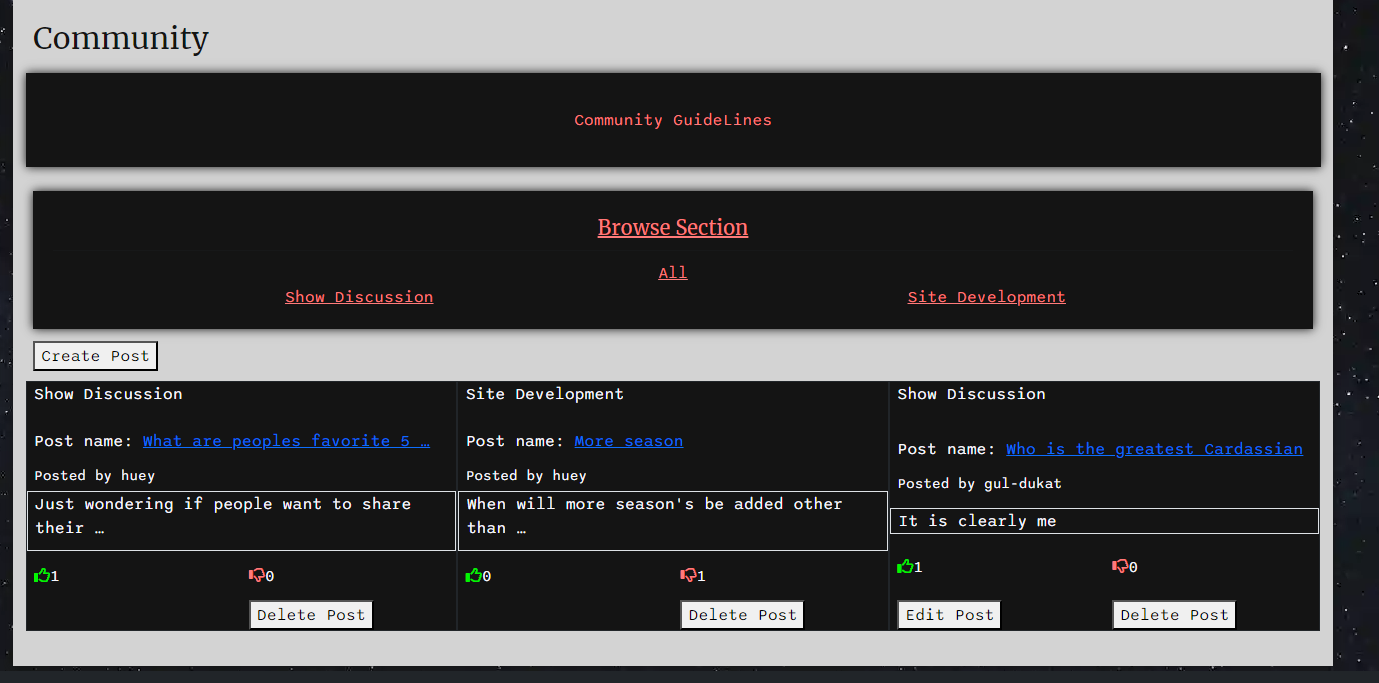 Community
Community GuideLines
Browse Section
All
Show Discussion
Site Development
Create Post
Show Discussion
Post name: What are peoples favorite 5 …
Posted by huey
Just wondering if people want to share
their …
1
0
Delete Post
Site Development
Post name: More season
Posted by huey
When will more season's be added other
than …
0
1
Delete Post
Show Discussion
Post name: Who is the greatest Cardassian
Posted by gul-dukat
It is clearly me
1
0
Edit Post
Delete Post